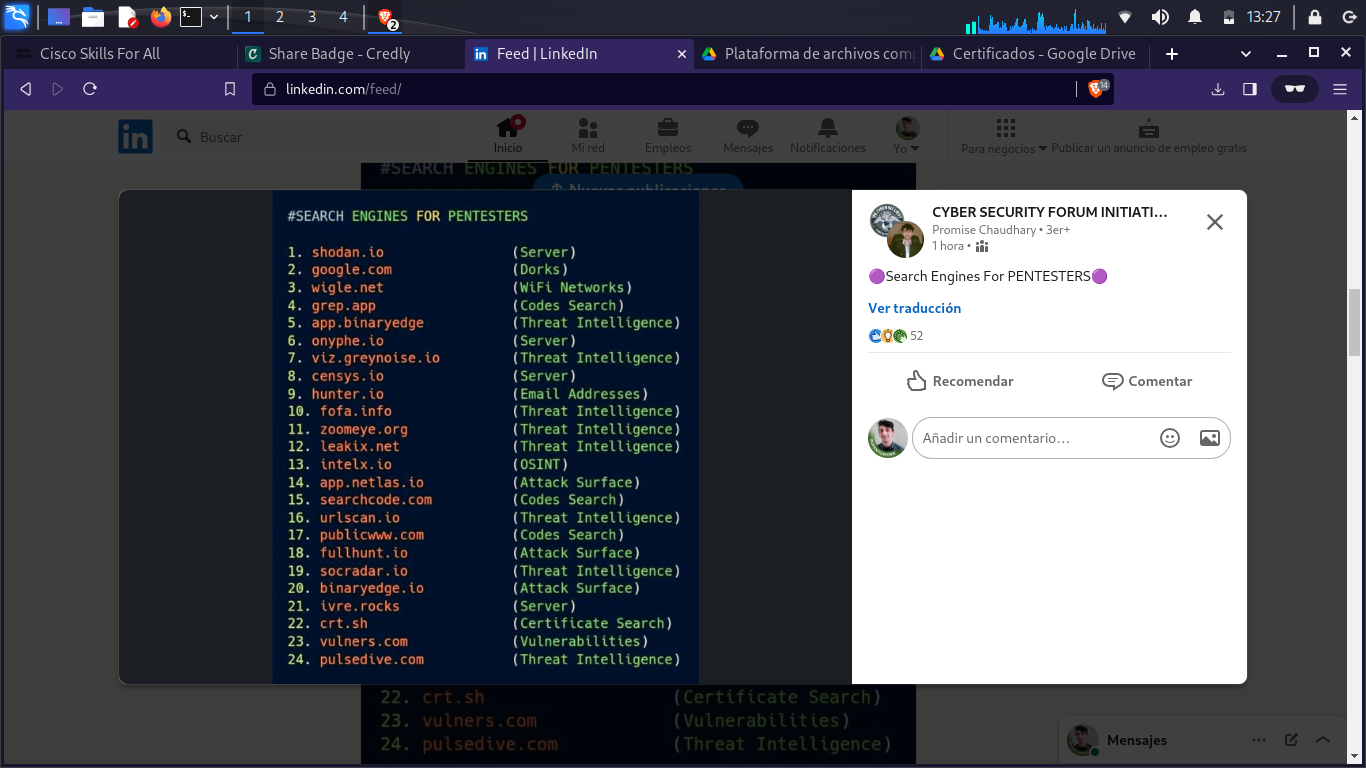 1 2 3 4 2 13:27
Cisco Skills For All
Share Badge - Credly
Feed | LinkedIn
Plataforma de archivos com
Certificados - Google Drive
linkedin.com/feed/
14
Buscar
Inicio
Mi red
Empleos
Mensajes
Notificaciones
Yo
Para negocios
Publicar un anuncio de empleo gratis
#SEARCH ENGINES FOR PENTESTERS
Nuevas publicaciones
#SEARCH ENGINES FOR PENTESTERS
1. shodan.io (Server)
2. google.com (Dorks)
3. wigle.net (WiFi Networks)
4. grep.app (Codes Search)
5. app.binaryedge (Threat Intelligence)
6. onyphe.io (Server)
7. viz.greynoise.io (Threat Intelligence)
8. censys.io (Server)
9. hunter.io (Email Addresses)
10. fofa.info (Threat Intelligence)
11. zoomeye.org (Threat Intelligence)
12. leakix.net (Threat Intelligence)
13. intelx.io (OSINT)
14. app.netlas.io (Attack Surface)
15. searchcode.com (Codes Search)
16. urlscan.io (Threat Intelligence)
17. publicwww.com (Codes Search)
18. fullhunt.io (Attack Surface)
19. socradar.io (Threat Intelligence)
20. binaryedge.io (Attack Surface)
21. ivre.rocks (Server)
22. crt.sh (Certificate Search)
23. vulners.com (Vulnerabilities)
24. pulsedive.com (Threat Intelligence)
CYBER SECURITY FORUM INITIATI...
Promise Chaudhary • 3er+
1 hora •
Search Engines For PENTESTERS
Ver traducción
52
Recomendar
Comentar
Añadir un comentario...
22. crt.sh (Certificate Search)
23. vulners.com (Vulnerabilities)
24. pulsedive.com (Threat Intelligence)
Mensajes